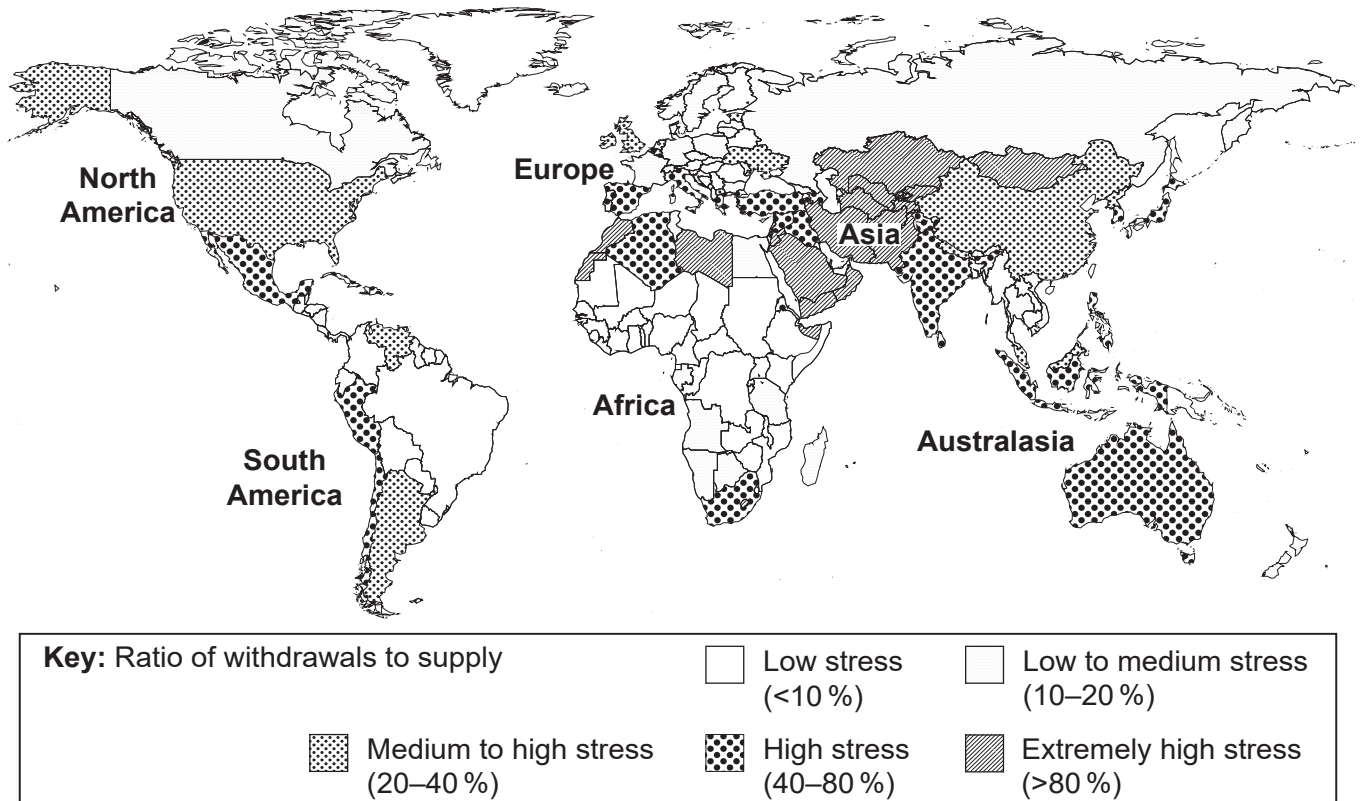 North
America
Europe
Asia
Africa
South
America
Australasia
Key: Ratio of withdrawals to supply
Low stress
(<10 %)
Low to medium stress
(10–20 %)
Medium to high stress
(20–40 %)
High stress
(40–80 %)
Extremely high stress
(>80 %)